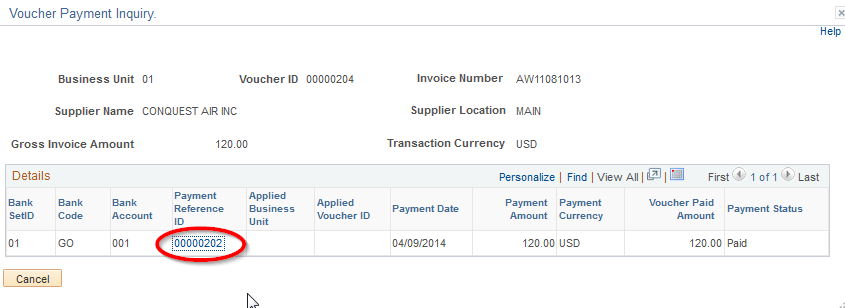 Voucher Payment Inquiry.
Help
Business Unit 01 Voucher ID 00000204 Invoice Number AW11081013
Supplier Name CONQUEST AIR INC Supplier Location MAIN
Gross Invoice Amount 120.00 Transaction Currency USD
Details Personalize | Find | View All | | First 1 of 1 Last
Bank SetID Bank Code Bank Account Payment Reference ID Applied Business Unit Applied Voucher ID Payment Date Payment Amount Payment Currency Voucher Paid Amount Payment Status
01 GO 001 00000202 04/09/2014 120.00 USD 120.00 Paid
Cancel